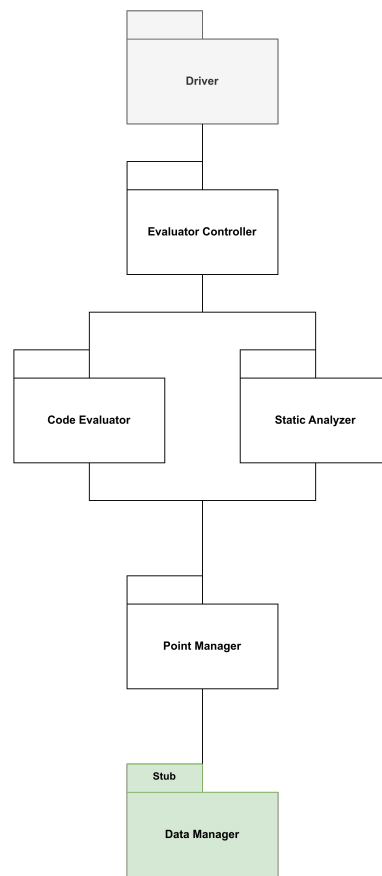 Driver
Evaluator Controller
Code Evaluator
Static Analyzer
Point Manager
Stub
Data Manager